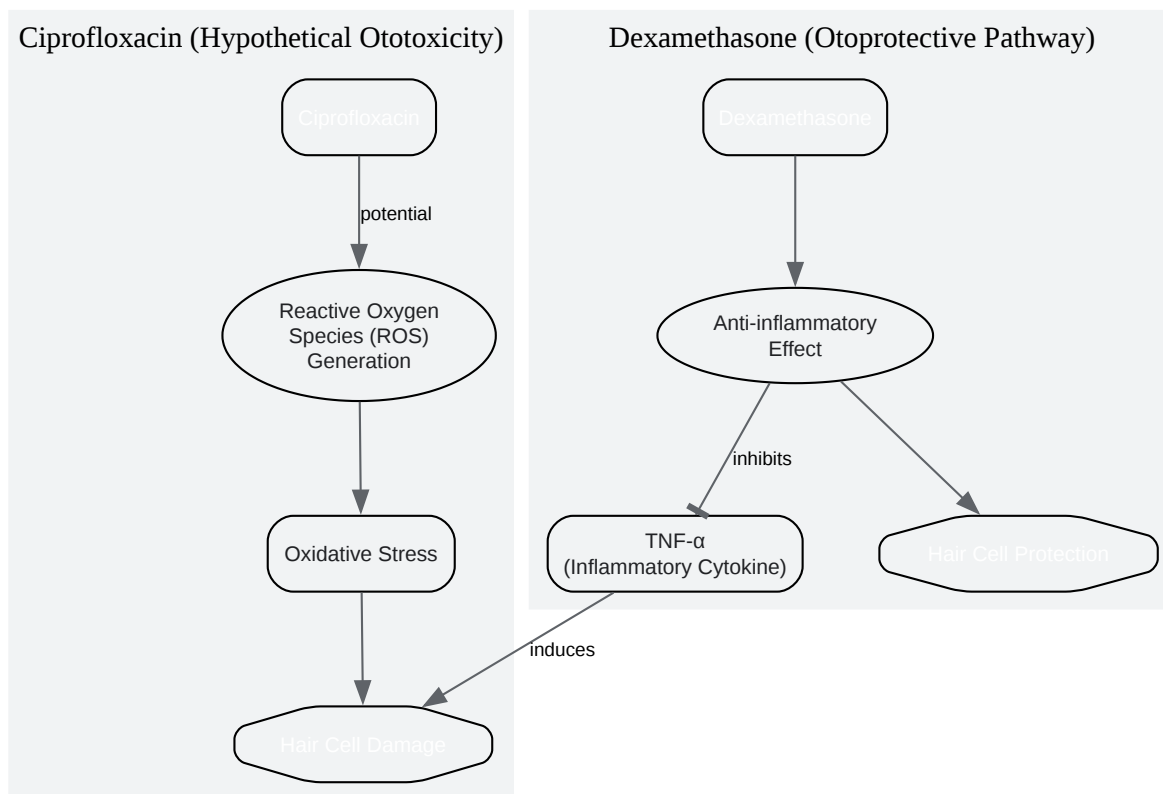 Ciprofloxacin (Hypothetical Ototoxicity)
Ciprofloxacin
potential
Reactive Oxygen
Species (ROS)
Generation
Oxidative Stress
Hair Cell Damage
Dexamethasone (Otoprotective Pathway)
Dexamethasone
Anti-inflammatory
Effect
inhibits
TNF-α
(Inflammatory Cytokine)
Hair Cell Protection
induces